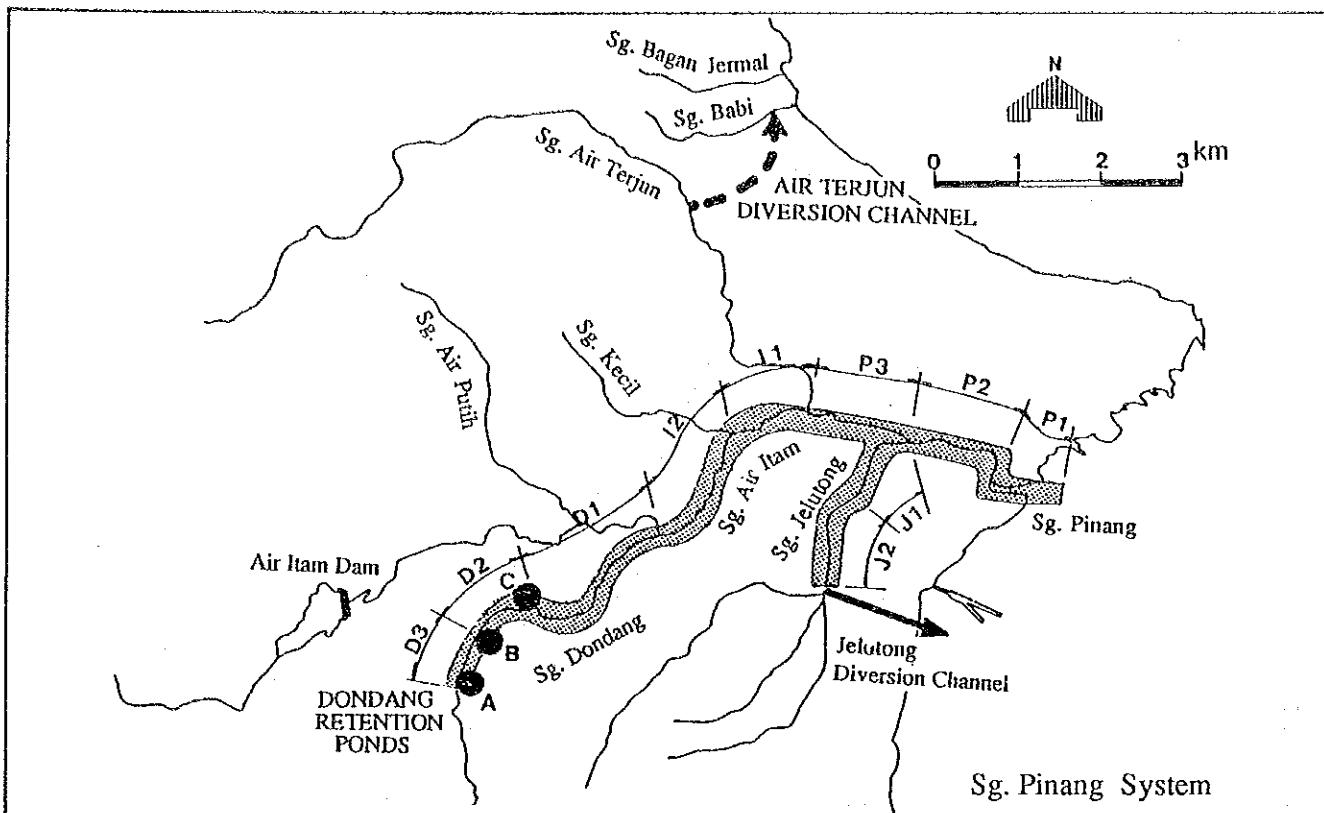 Sg. Bagan Jermal
N
Sg. Babi
Sg. Air Terjun
0 1 2 3 km
AIR TERJUN
DIVERSION CHANNEL
Sg. Air Putih
Sg. Kecil
I1
P3
P2
P1
I2
Sg. Air Itam
Sg. Jelutong
Sg. Pinang
D1
J1
J2
Air Itam Dam
D2
C
D3
B
Sg. Dondang
A
Jelutong
Diversion Channel
DONDANG
RETENTION
PONDS
Sg. Pinang System